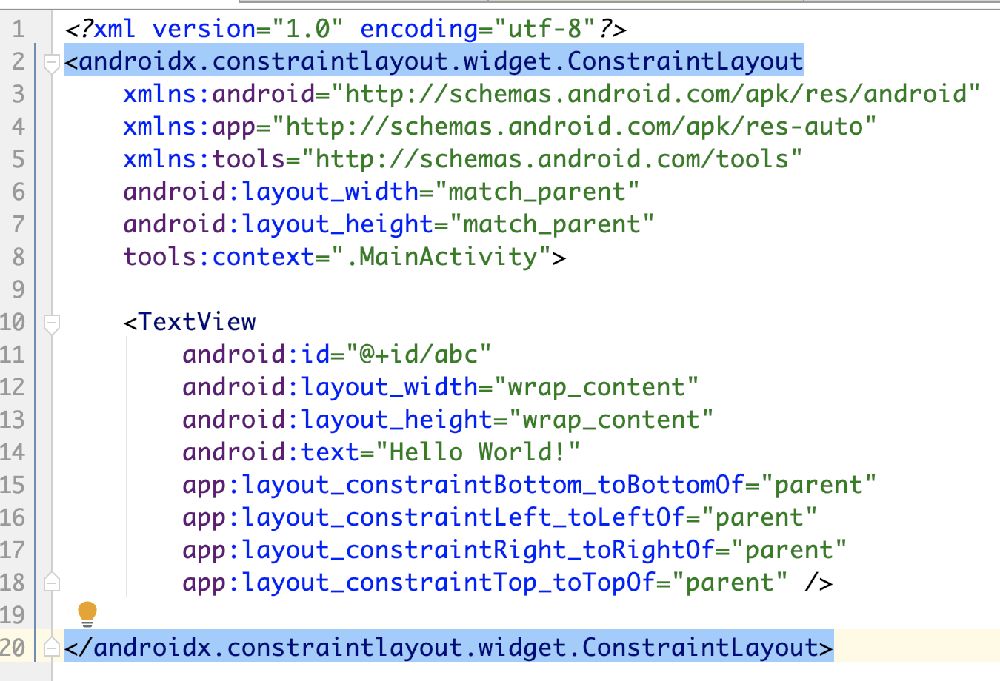 1 <?xml version="1.0" encoding="utf-8"?>
2 <androidx.constraintlayout.widget.ConstraintLayout
3     xmlns:android="http://schemas.android.com/apk/res/android"
4     xmlns:app="http://schemas.android.com/apk/res-auto"
5     xmlns:tools="http://schemas.android.com/tools"
6     android:layout_width="match_parent"
7     android:layout_height="match_parent"
8     tools:context=".MainActivity">
9
10     <TextView
11         android:id="@+id/abc"
12         android:layout_width="wrap_content"
13         android:layout_height="wrap_content"
14         android:text="Hello World!"
15         app:layout_constraintBottom_toBottomOf="parent"
16         app:layout_constraintLeft_toLeftOf="parent"
17         app:layout_constraintRight_toRightOf="parent"
18         app:layout_constraintTop_toTopOf="parent" />
19
20 </androidx.constraintlayout.widget.ConstraintLayout>